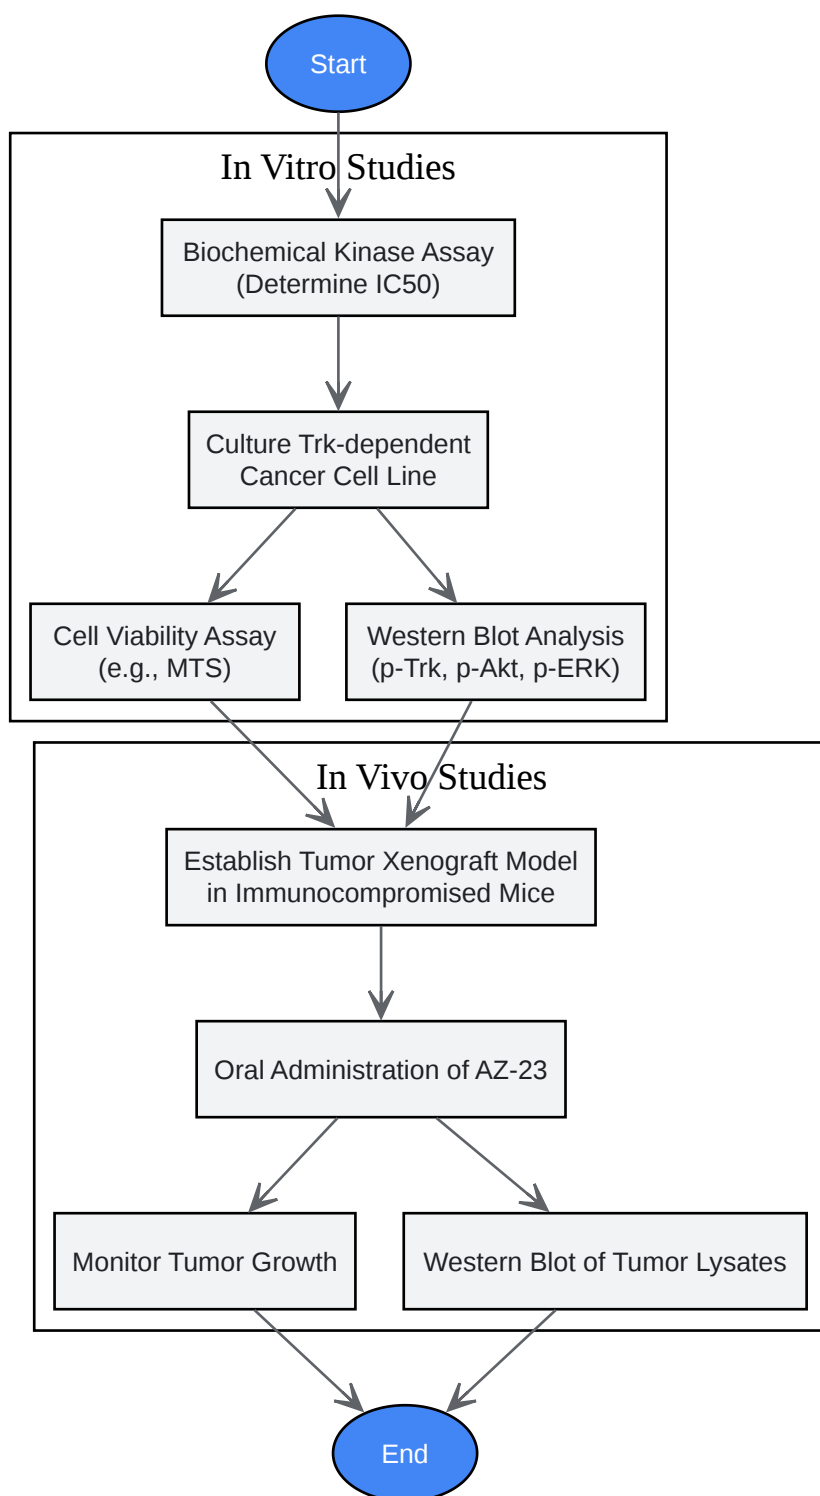 Start
In Vitro Studies
Biochemical Kinase Assay
(Determine IC50)
Culture Trk-dependent
Cancer Cell Line
Cell Viability Assay
(e.g., MTS)
Western Blot Analysis
(p-Trk, p-Akt, p-ERK)
In Vivo Studies
Establish Tumor Xenograft Model
in Immunocompromised Mice
Oral Administration of AZ-23
Monitor Tumor Growth
Western Blot of Tumor Lysates
End